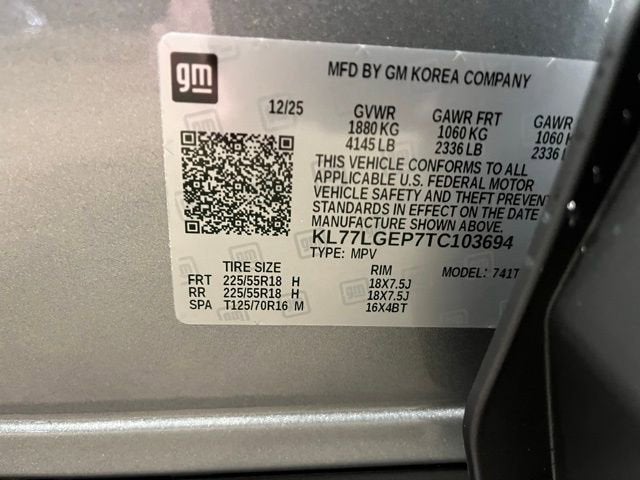 gm
MFD BY GM KOREA COMPANY
12/25 GVWR GAWR FRT GAWR
1880 KG 1060 KG 1060
4145 LB 2336 LB 2336
THIS VEHICLE CONFORMS TO ALL
APPLICABLE U.S. FEDERAL MOTOR
VEHICLE SAFETY AND THEFT PREVENT
STANDARDS IN EFFECT ON THE DATE
MANUFACTURE SHOWN ABOVE.
KL77LGEP7TC103694
TYPE: MPV MODEL: 741T
TIRE SIZE RIM
FRT 225/55R18 H 18X7.5J
RR 225/55R18 H 18X7.5J
SPA T125/70R16 M 16X4BT